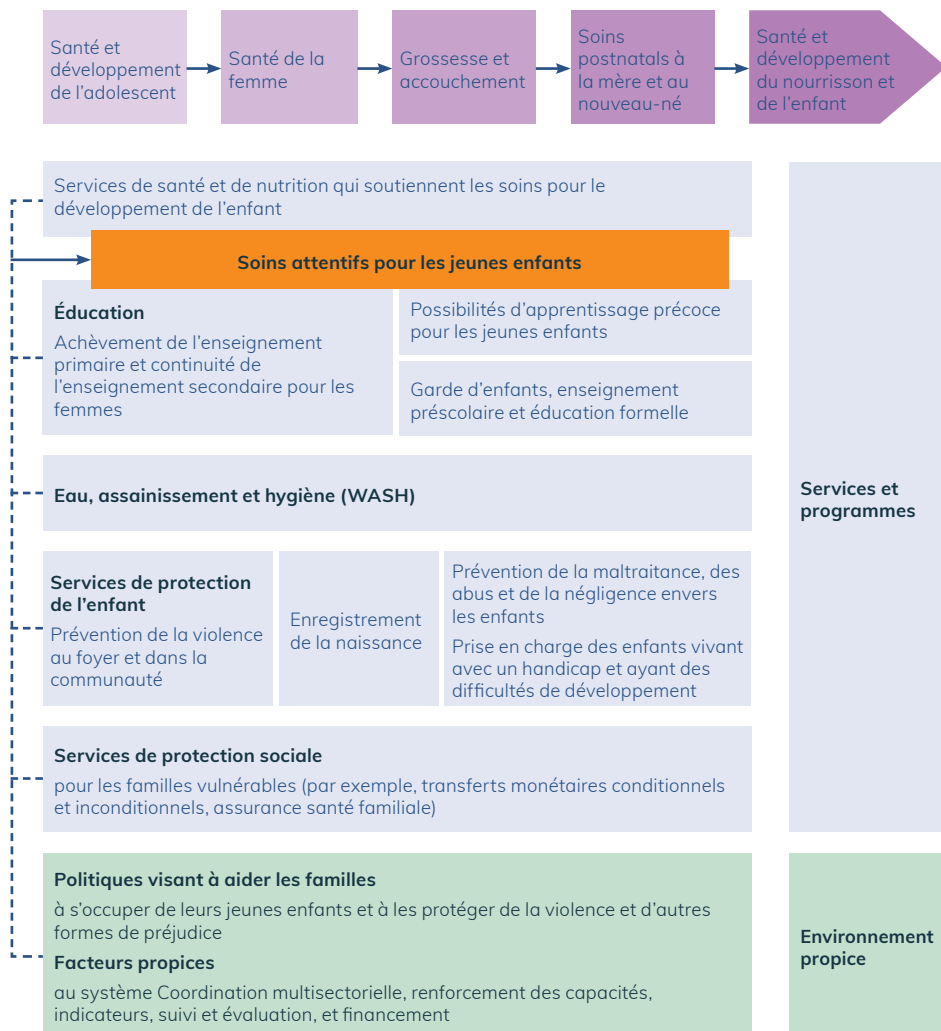 Santé et
développement
de l'adolescent
Santé de la
femme
Grossesse et
accouchement
Soins
postnatals à
la mère et au
nouveau-né
Santé et
développement
du nourrisson et
de l'enfant
Services de santé et de nutrition qui soutiennent les soins pour le
développement de l'enfant
Soins attentifs pour les jeunes enfants
Éducation
Achèvement de l'enseignement
primaire et continuité de
l'enseignement secondaire pour les
femmes
Possibilités d'apprentissage précoce
pour les jeunes enfants
Garde d'enfants, enseignement
préscolaire et éducation formelle
Eau, assainissement et hygiène (WASH)
Services de protection
de l'enfant
Prévention de la violence
au foyer et dans la
communauté
Enregistrement
de la naissance
Prévention de la maltraitance, des
abus et de la négligence envers
les enfants
Prise en charge des enfants vivant
avec un handicap et ayant des
difficultés de développement
Services de protection sociale
pour les familles vulnérables (par exemple, transferts monétaires conditionnels
et inconditionnels, assurance santé familiale)
Services et
programmes
Politiques visant à aider les familles
à s'occuper de leurs jeunes enfants et à les protéger de la violence et d'autres
formes de préjudice
Facteurs propices
au système Coordination multisectorielle, renforcement des capacités,
indicateurs, suivi et évaluation, et financement
Environnement
propice